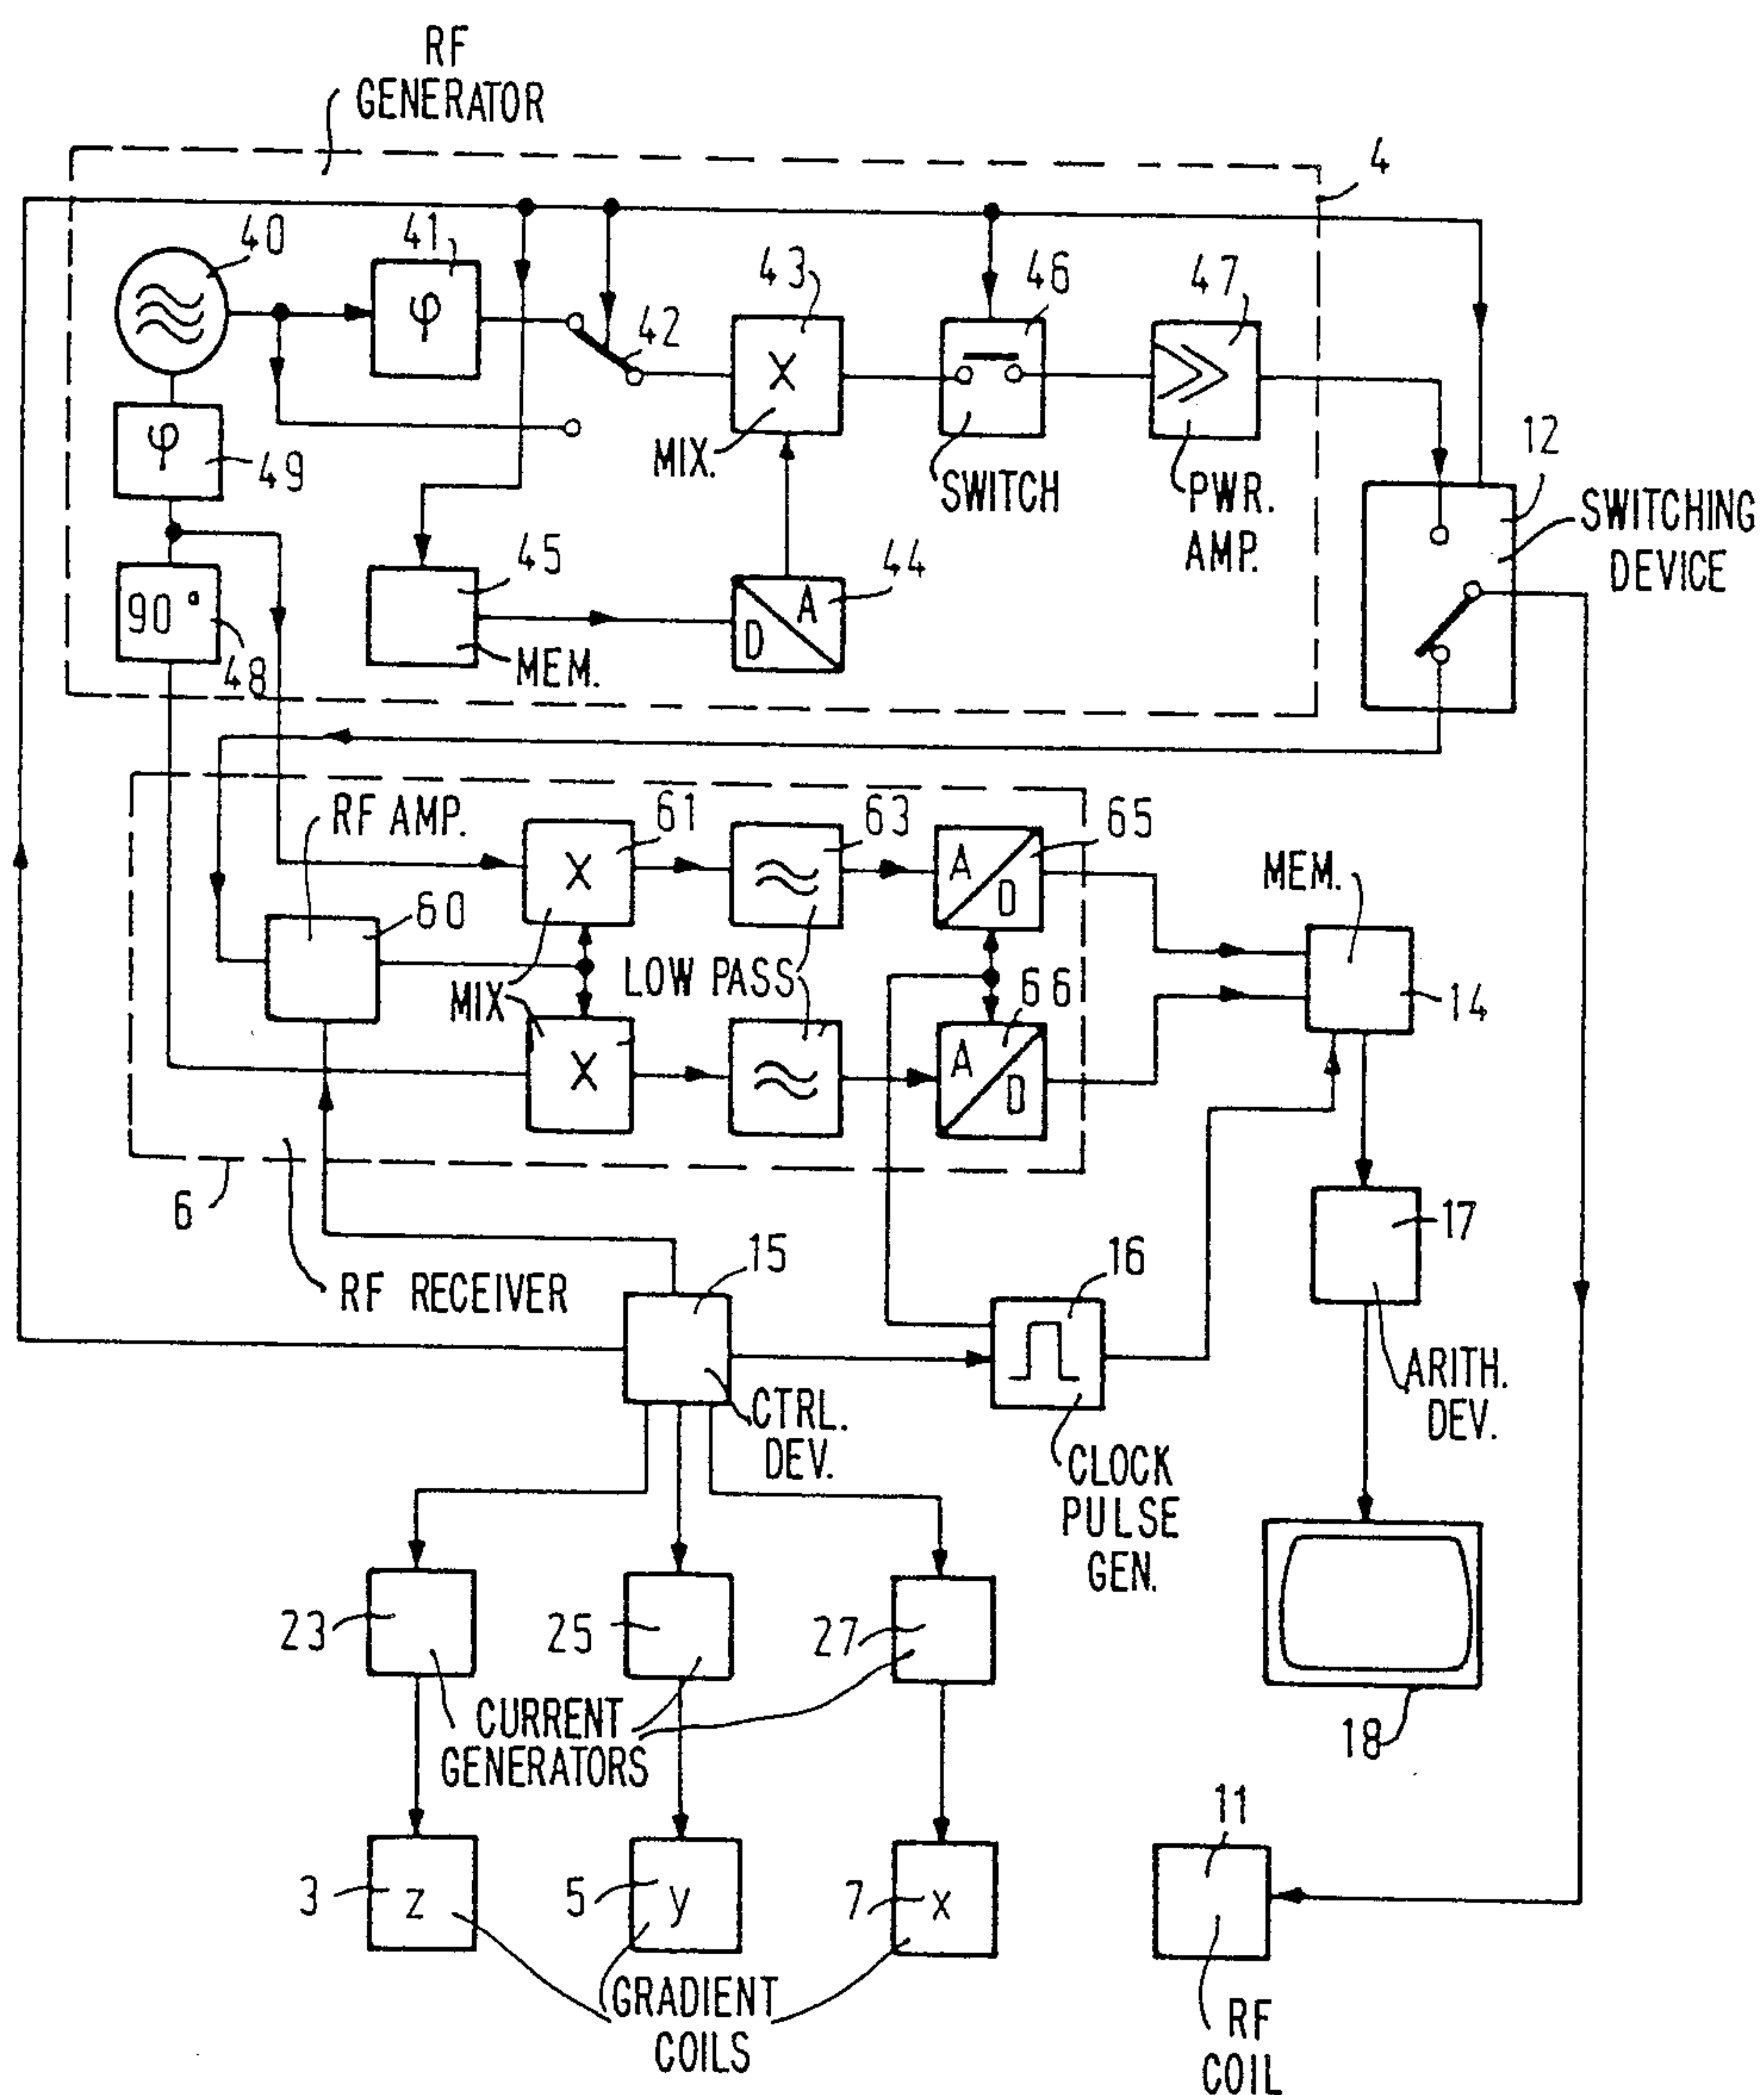 RF
GENERATOR
4
40
41
φ
42
43
X
MIX.
46
SWITCH
47
PWR.
AMP.
12
SWITCHING
DEVICE
φ
49
90°
48
45
MEM.
44
A
D
RF AMP.
60
61
X
63
A
D
65
MEM.
14
MIX
LOW PASS
X
66
A
D
6
RF RECEIVER
15
CTRL.
DEV.
16
CLOCK
PULSE
GEN.
17
ARITH.
DEV.
18
23
25
27
CURRENT
GENERATORS
3
z
5
y
7
x
GRADIENT
COILS
11
RF
COIL